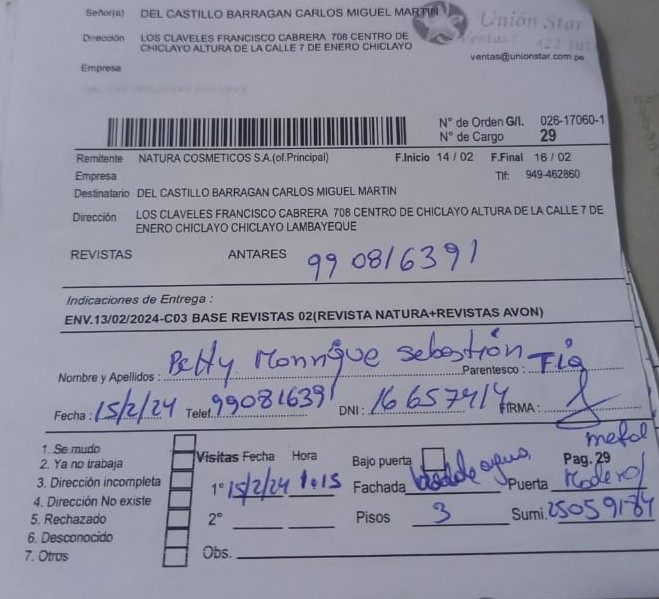 Señor(a) DEL CASTILLO BARRAGAN CARLOS MIGUEL MARTIN
Unión Star
Dirección LOS CLAVELES FRANCISCO CABRERA 708 CENTRO DE
CHICLAYO ALTURA DE LA CALLE 7 DE ENERO CHICLAYO
ventas@unionstar.com.pe
Empresa
N° de Orden G/I. 026-17060-1
N° de Cargo 29
Remitente NATURA COSMETICOS S.A.(of.Principal) F.Inicio 14 / 02 F.Final 16 / 02
Empresa Tlf: 949-462860
Destinatario DEL CASTILLO BARRAGAN CARLOS MIGUEL MARTIN
Dirección LOS CLAVELES FRANCISCO CABRERA 708 CENTRO DE CHICLAYO ALTURA DE LA CALLE 7 DE
ENERO CHICLAYO CHICLAYO LAMBAYEQUE
REVISTAS ANTARES 990816391
Indicaciones de Entrega :
ENV.13/02/2024-C03 BASE REVISTAS 02(REVISTA NATURA+REVISTAS AVON)
Nombre y Apellidos : Petty Monrique Sebastión Parentesco : Tía
Fecha : 15/2/24 Telef. 990816391 DNI : 16657414 FIRMA :
1. Se mudo
2. Ya no trabaja
3. Dirección incompleta
4. Dirección No existe
5. Rechazado
6. Desconocido
7. Otros
Visitas Fecha Hora Bajo puerta Pag. 29
metal
1° 15/2/24 1:15 Fachada Puerta Madera/
2° Pisos 3 Sumi. 25059184
Obs.